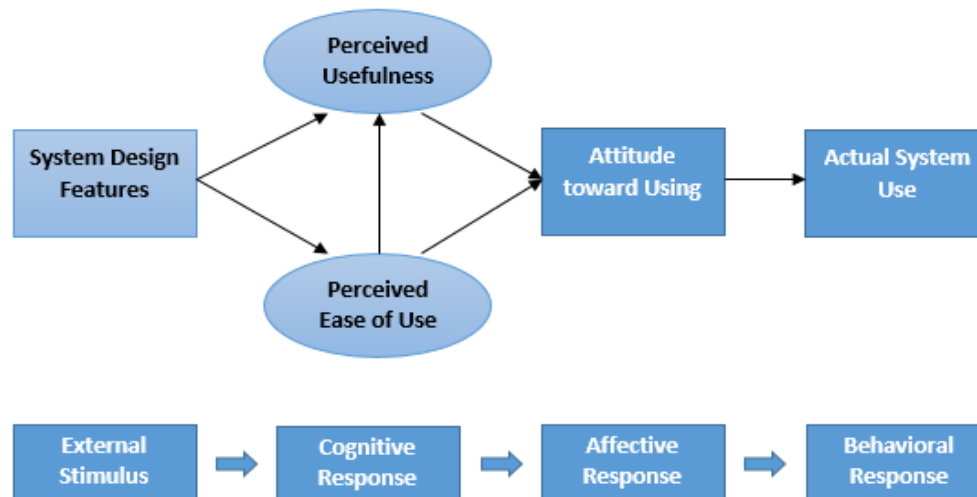 Perceived
Usefulness
System Design
Features
Attitude
toward Using
Actual System
Use
Perceived
Ease of Use
External
Stimulus
Cognitive
Response
Affective
Response
Behavioral
Response